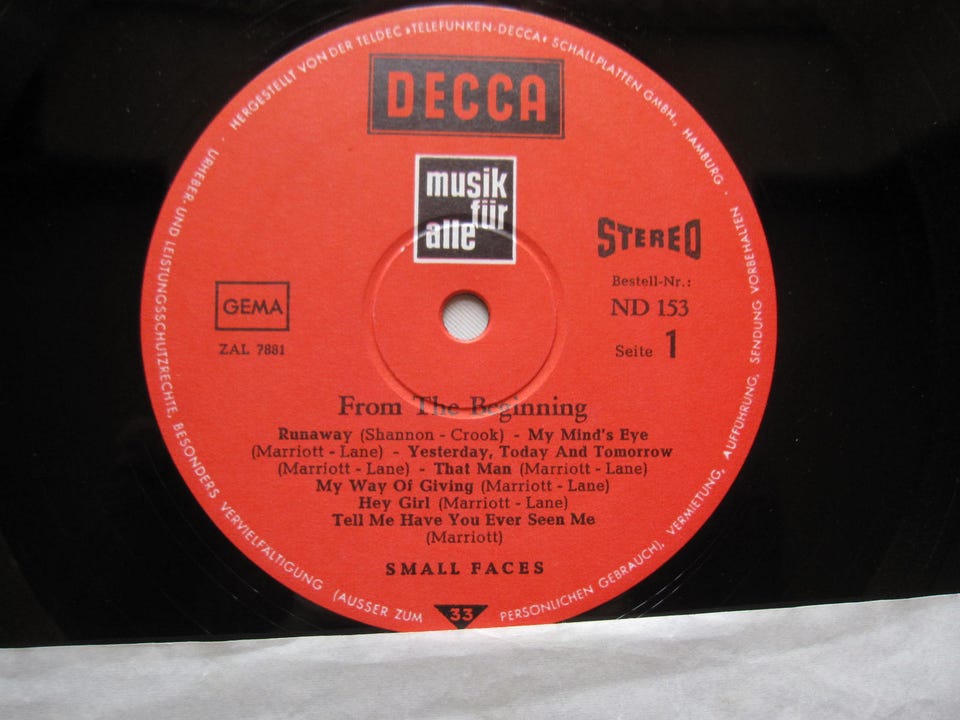 HERGESTELLT VON DER TELDEC »TELEFUNKEN-DECCA« SCHALLPLATTEN GMBH., HAMBURG ·
URHEBER- UND LEISTUNGSSCHUTZRECHTE, BESONDERS VERVIELFÄLTIGUNG (AUSSER ZUM PERSÖNLICHEN GEBRAUCH), VERMIETUNG, AUFFÜHRUNG, SENDUNG VORBEHALTEN ·
DECCA
musik
für
alle
STEREO
Bestell-Nr.:
ND 153
Seite 1
GEMA
ZAL 7881
From The Beginning
Runaway (Shannon - Crook) - My Mind's Eye
(Marriott - Lane) - Yesterday, Today And Tomorrow
(Marriott - Lane) - That Man (Marriott - Lane)
My Way Of Giving (Marriott - Lane)
Hey Girl (Marriott - Lane)
Tell Me Have You Ever Seen Me
(Marriott)
SMALL FACES
33